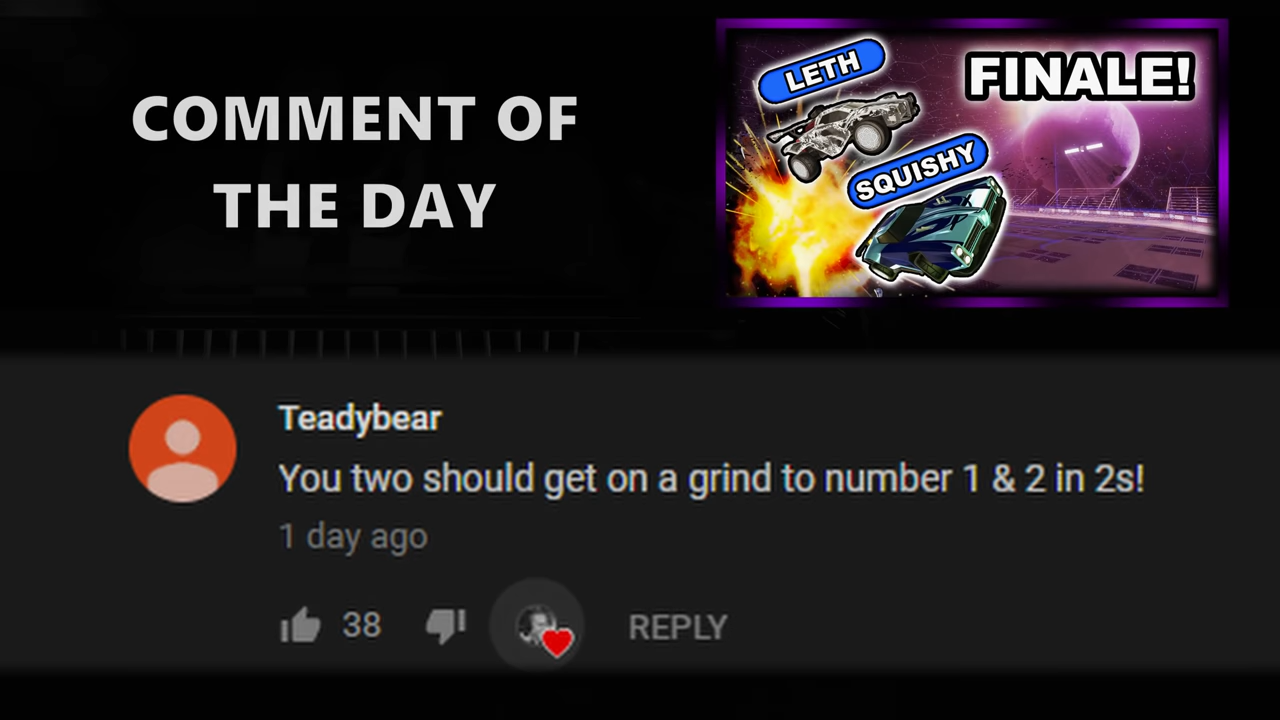 COMMENT OF
THE DAY
LETH
FINALE!
SQUISHY
Teadybear
You two should get on a grind to number 1 & 2 in 2s!
1 day ago
38
REPLY